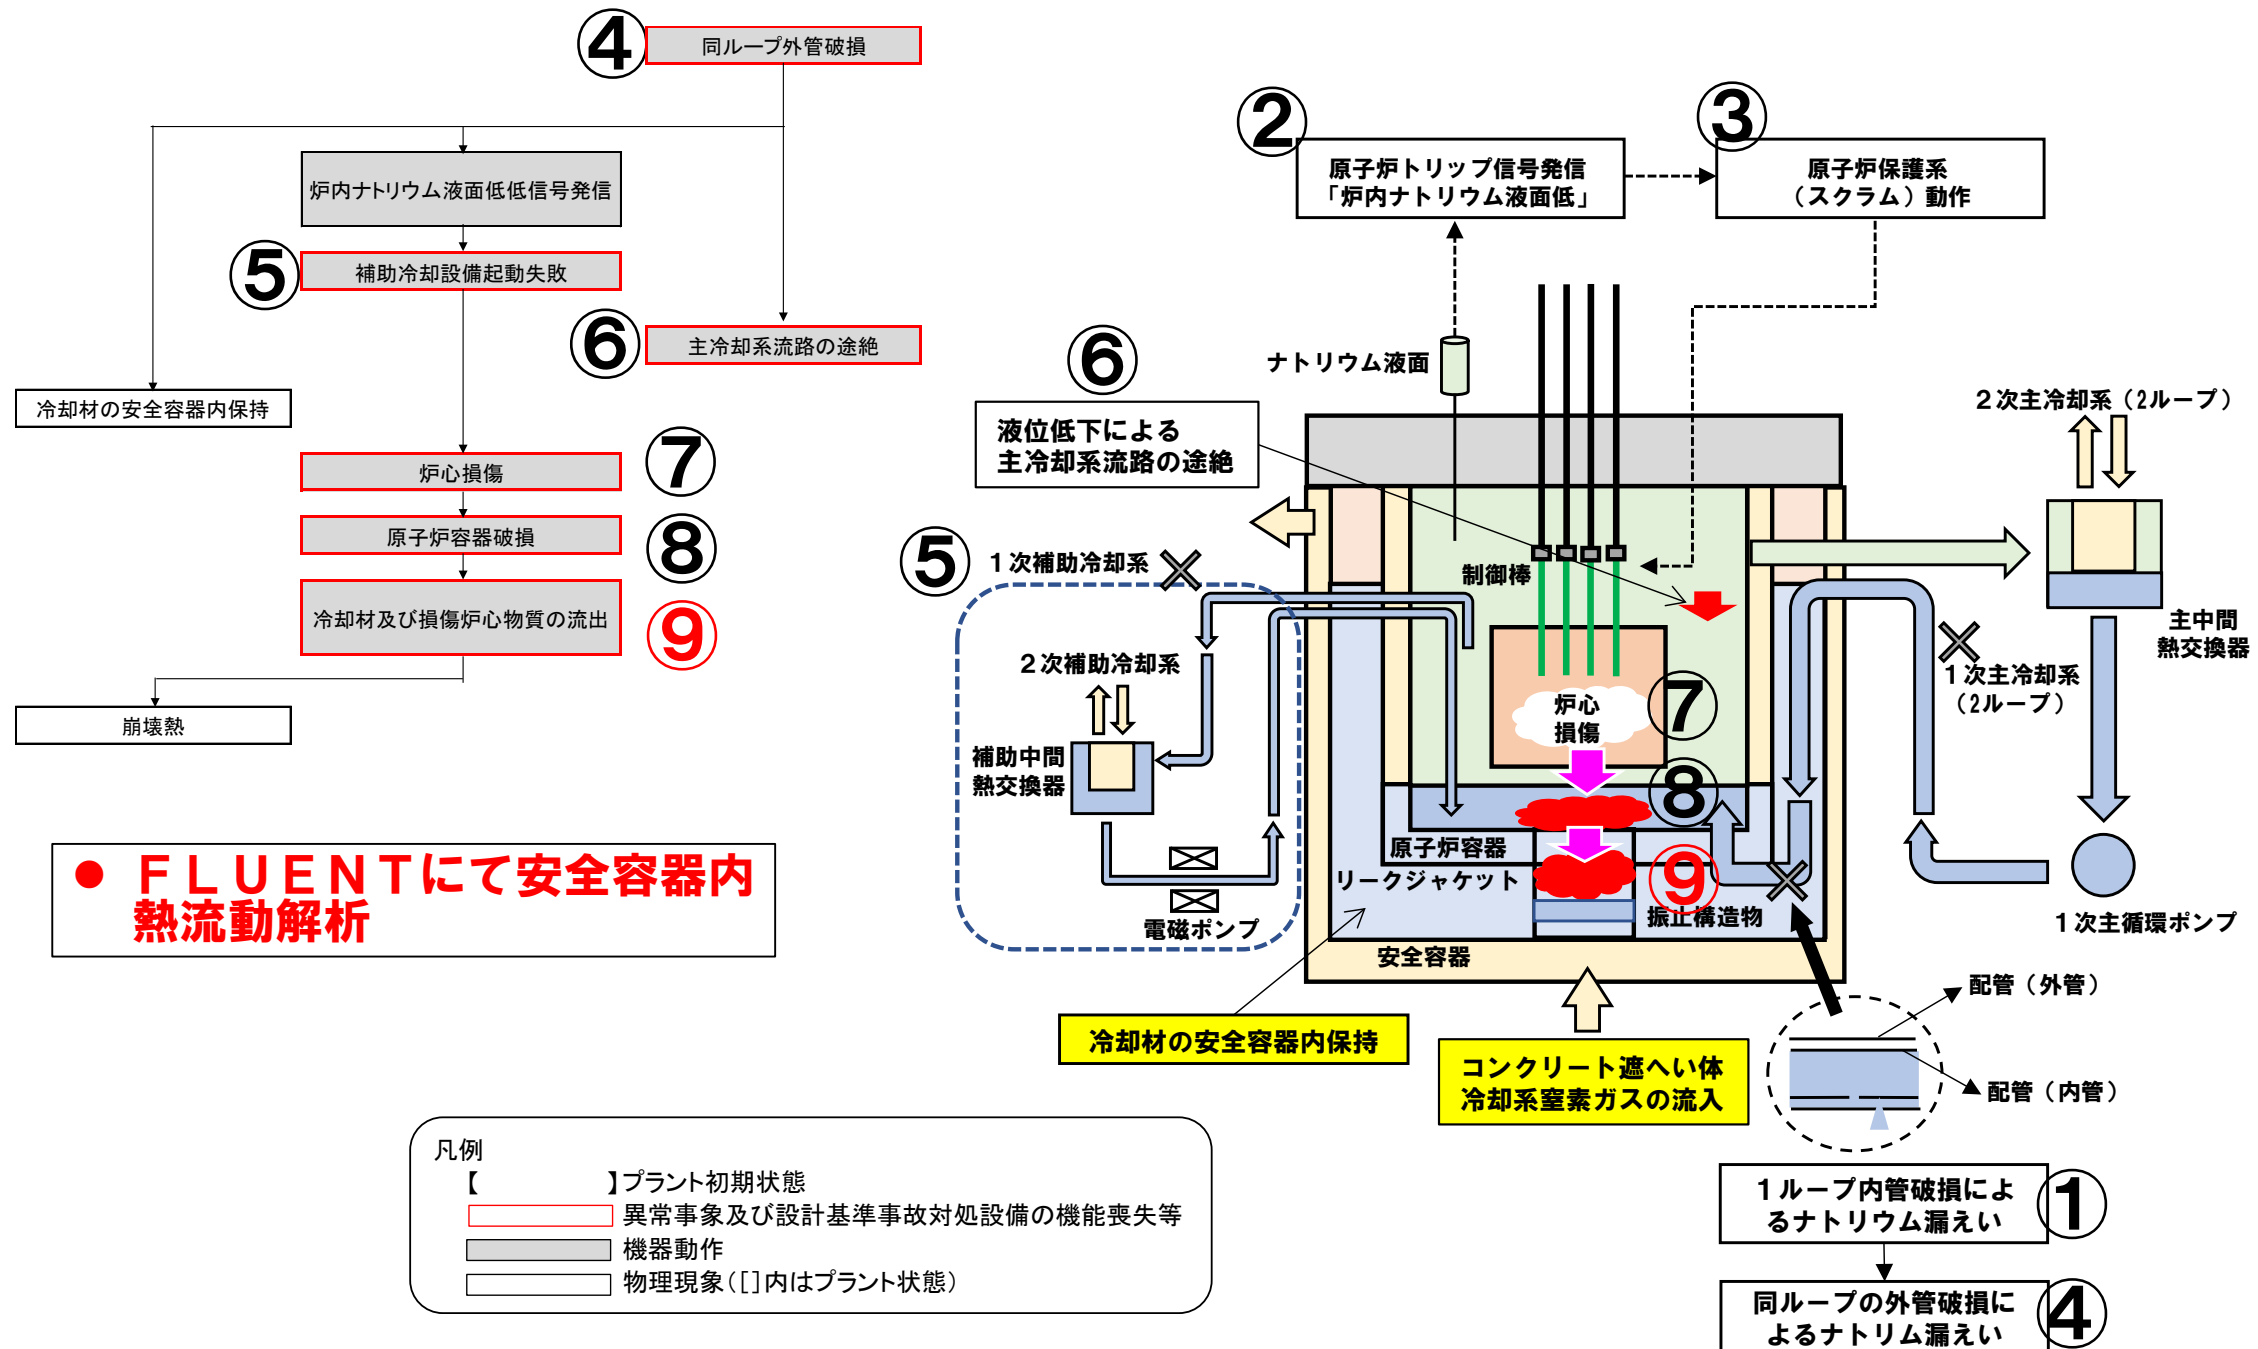 ④
同ループ外管破損
炉内ナトリウム液面低低信号発信
⑤
補助冷却設備起動失敗
⑥
主冷却系流路の途絶
冷却材の安全容器内保持
炉心損傷
⑦
原子炉容器破損
⑧
冷却材及び損傷炉心物質の流出
⑨
崩壊熱
● ＦＬＵＥＮＴにて安全容器内
熱流動解析
凡例
【　　　　　】プラント初期状態
異常事象及び設計基準事故対処設備の機能喪失等
機器動作
物理現象（[]内はプラント状態）
②
原子炉トリップ信号発信
「炉内ナトリウム液面低」
③
原子炉保護系
（スクラム）動作
ナトリウム液面
⑥
液位低下による
主冷却系流路の途絶
２次主冷却系（2ループ）
⑤
１次補助冷却系
制御棒
２次補助冷却系
主中間
熱交換器
１次主冷却系
（2ループ）
炉心
損傷
⑦
補助中間
熱交換器
⑧
原子炉容器
リークジャケット
⑨
振止構造物
電磁ポンプ
１次主循環ポンプ
安全容器
配管（外管）
冷却材の安全容器内保持
コンクリート遮へい体
冷却系窒素ガスの流入
配管（内管）
１ループ内管破損によ
るナトリウム漏えい
①
同ループの外管破損に
よるナトリム漏えい
④